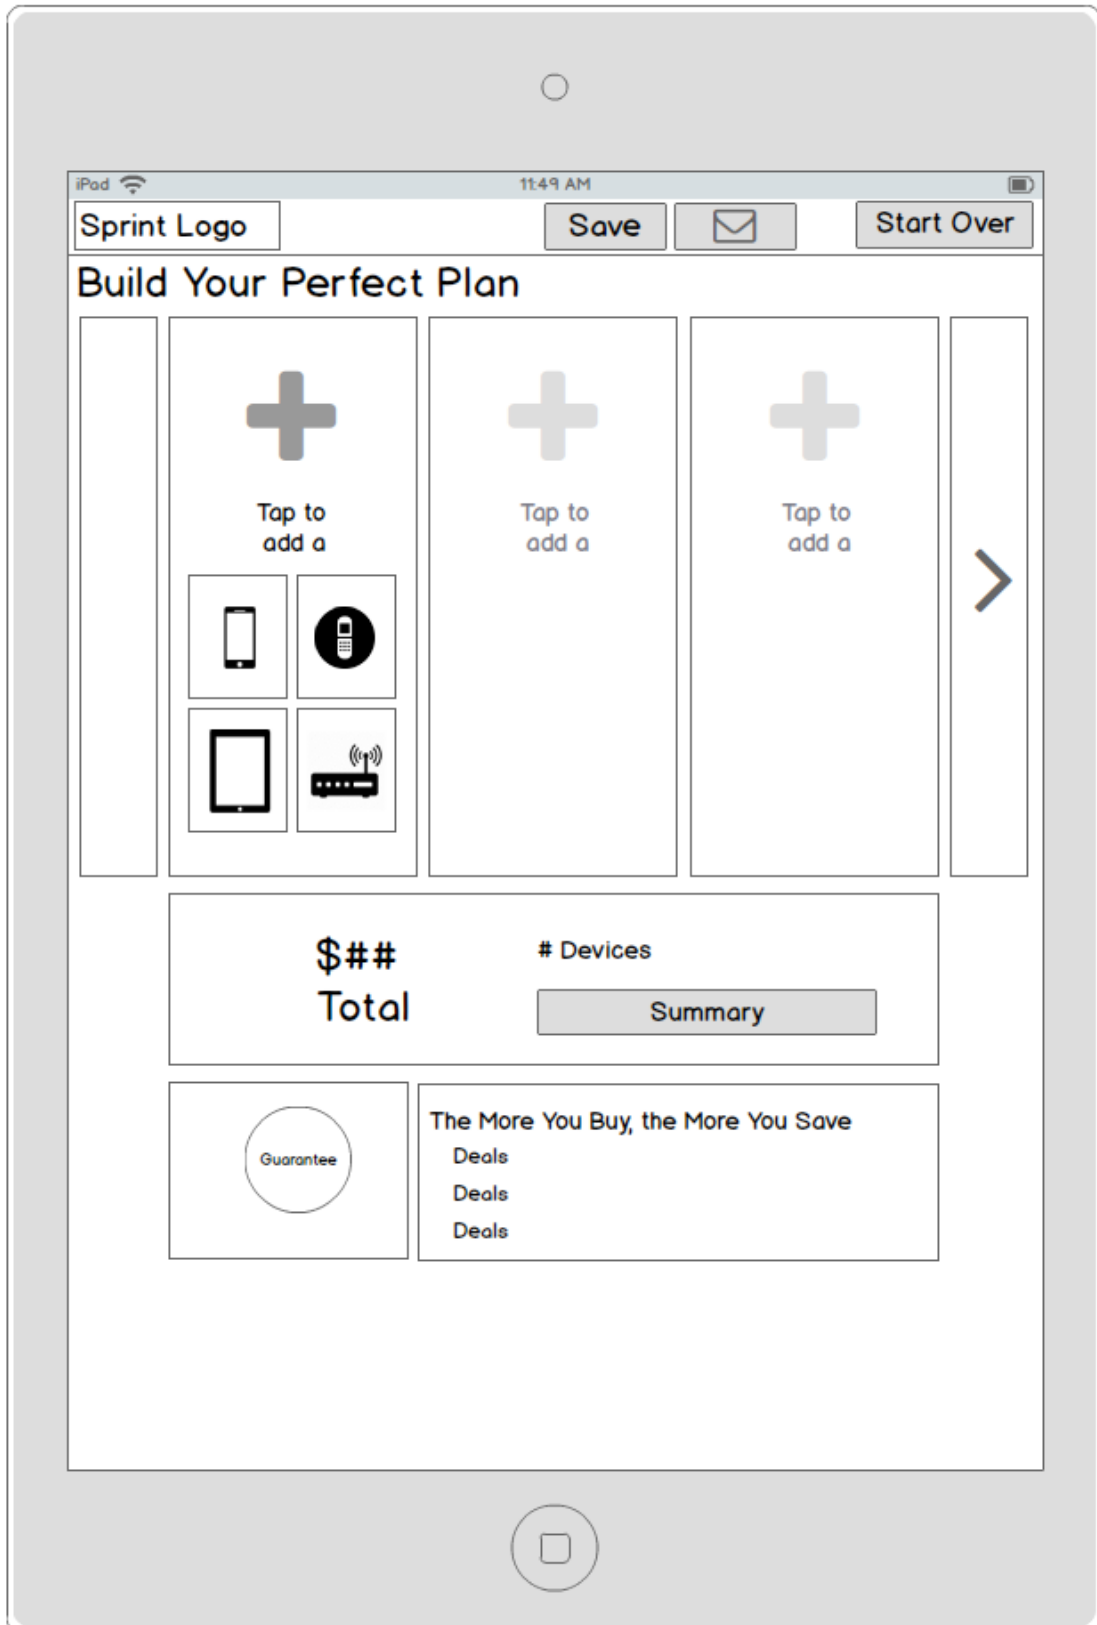 iPad 11:49 AM
Sprint Logo Save Start Over
Build Your Perfect Plan
Tap to
add a
Tap to
add a
Tap to
add a
$##
Total
# Devices
Summary
Guarantee
The More You Buy, the More You Save
Deals
Deals
Deals